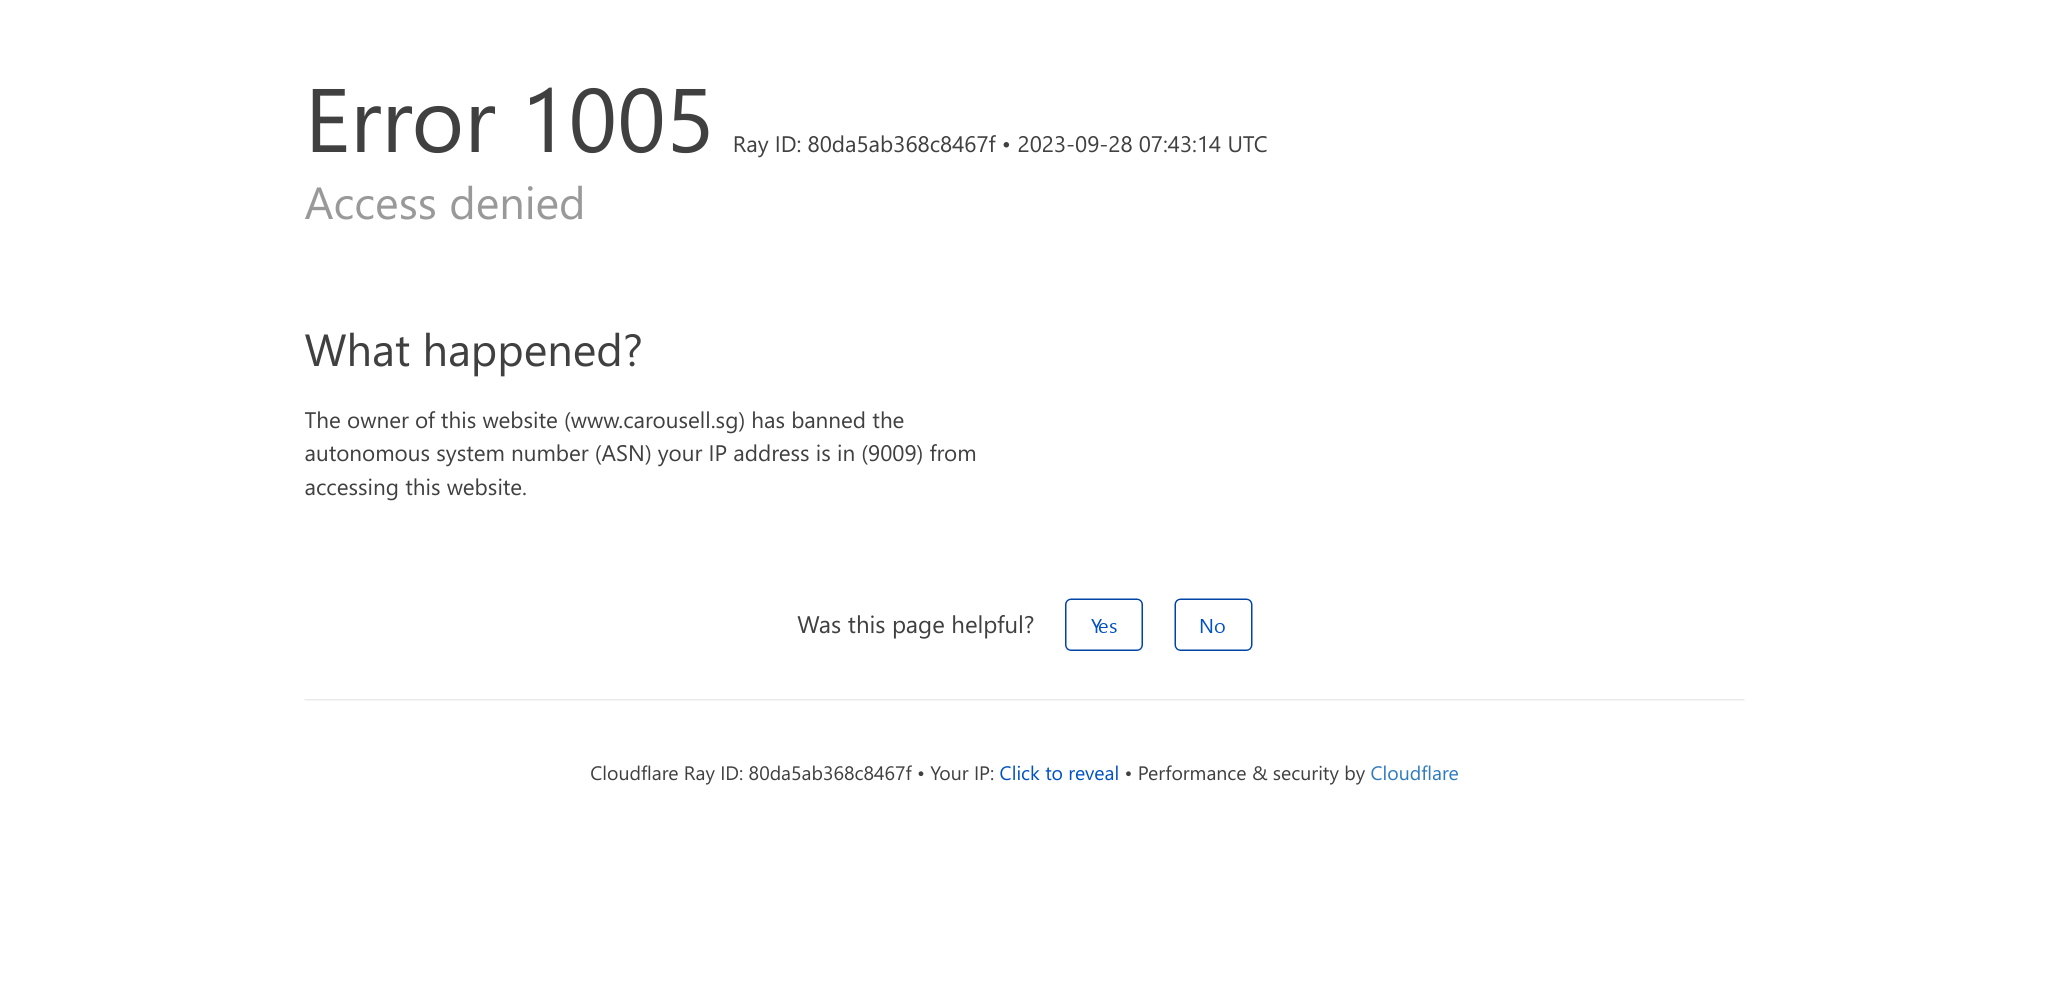 Error 1005 Ray ID: 80da5ab368c8467f • 2023-09-28 07:43:14 UTC
Access denied
What happened?
The owner of this website (www.carousell.sg) has banned the
autonomous system number (ASN) your IP address is in (9009) from
accessing this website.
Was this page helpful? Yes No
Cloudflare Ray ID: 80da5ab368c8467f • Your IP: Click to reveal • Performance & security by Cloudflare